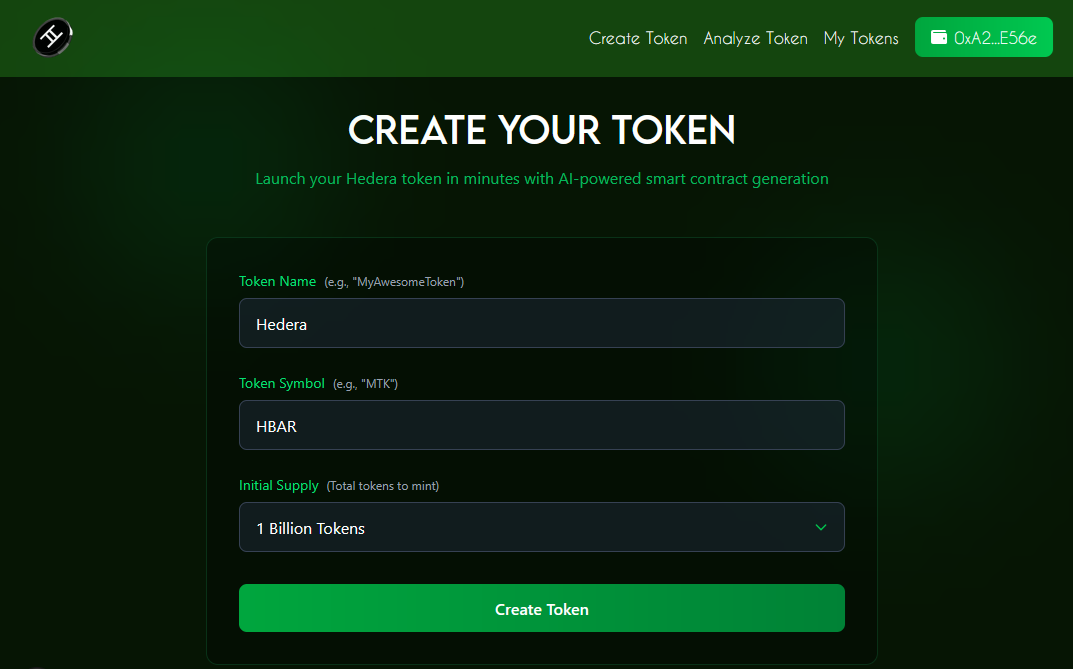 Create Token Analyze Token My Tokens 0xA2...E56e
CREATE YOUR TOKEN
Launch your Hedera token in minutes with AI-powered smart contract generation
Token Name (e.g., "MyAwesomeToken")
Hedera
Token Symbol (e.g., "MTK")
HBAR
Initial Supply (Total tokens to mint)
1 Billion Tokens
Create Token